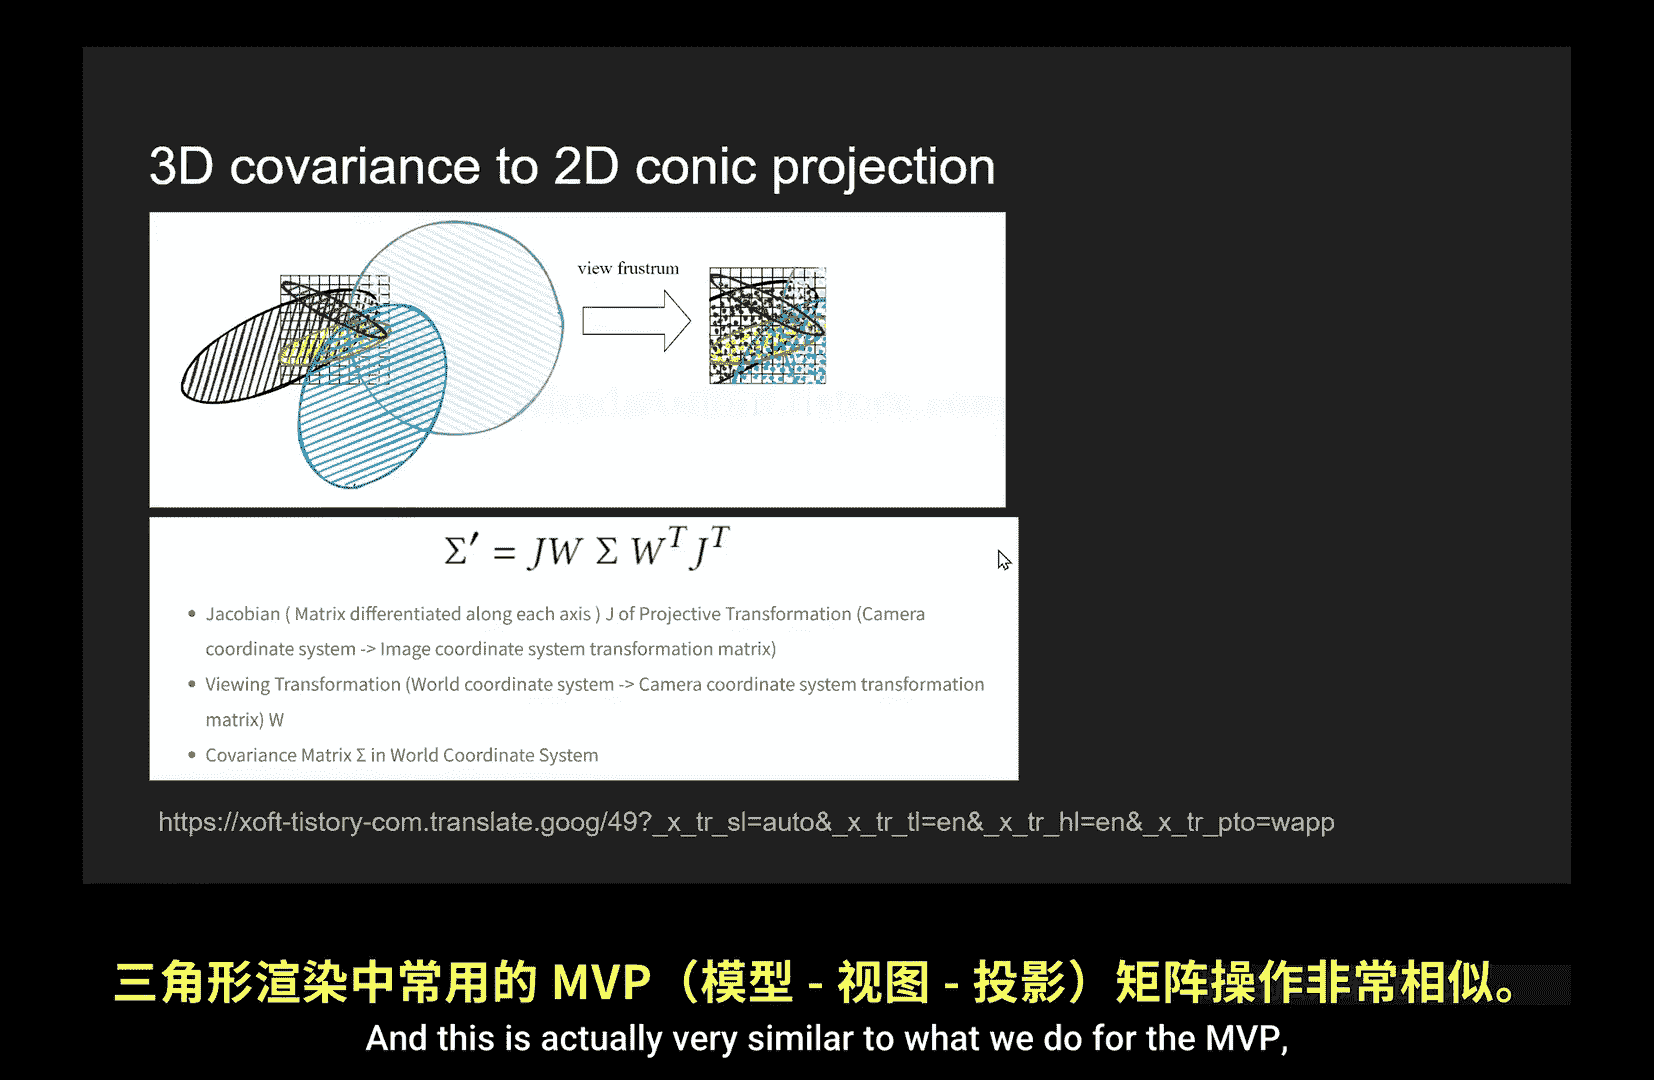 3D covariance to 2D conic projection
view frustrum
Σ′ = JW Σ W^T J^T
• Jacobian ( Matrix differentiated along each axis ) J of Projective Transformation (Camera
coordinate system -> Image coordinate system transformation matrix)
• Viewing Transformation (World coordinate system -> Camera coordinate system transformation
matrix) W
• Covariance Matrix Σ in World Coordinate System
https://xoft-tistory-com.translate.goog/49?_x_tr_sl=auto&_x_tr_tl=en&_x_tr_hl=en&_x_tr_pto=wapp
三角形渲染中常用的 MVP（模型 - 视图 - 投影）矩阵操作非常相似。
And this is actually very similar to what we do for the MVP,